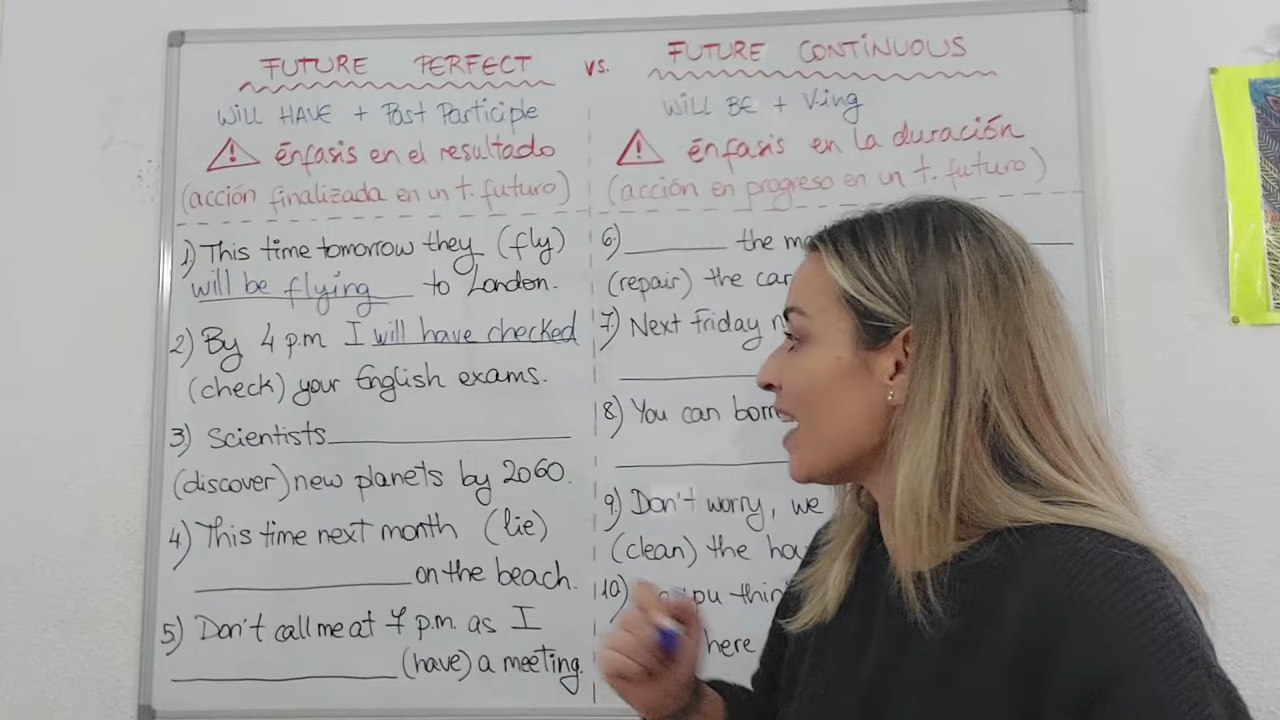 FUTURE PERFECT vs. FUTURE CONTINUOUS
WILL HAVE + Past Participle
⚠ énfasis en el resultado
(acción finalizada en un t. futuro)
1) This time tomorrow they (fly)
will be flying to London.
2) By 4 p.m I will have checked
(check) your English exams.
3) Scientists
(discover) new planets by 2060.
4) This time next month (lie)
on the beach.
5) Don't call me at 7 p.m. as I
(have) a meeting.
WILL BE + Ving
⚠ énfasis en la duración
(acción en progreso en un t. futuro)
6) the
(repair) the car
7) Next Friday
8) You can
9) Don't worry, we
(clean) the
10)
here